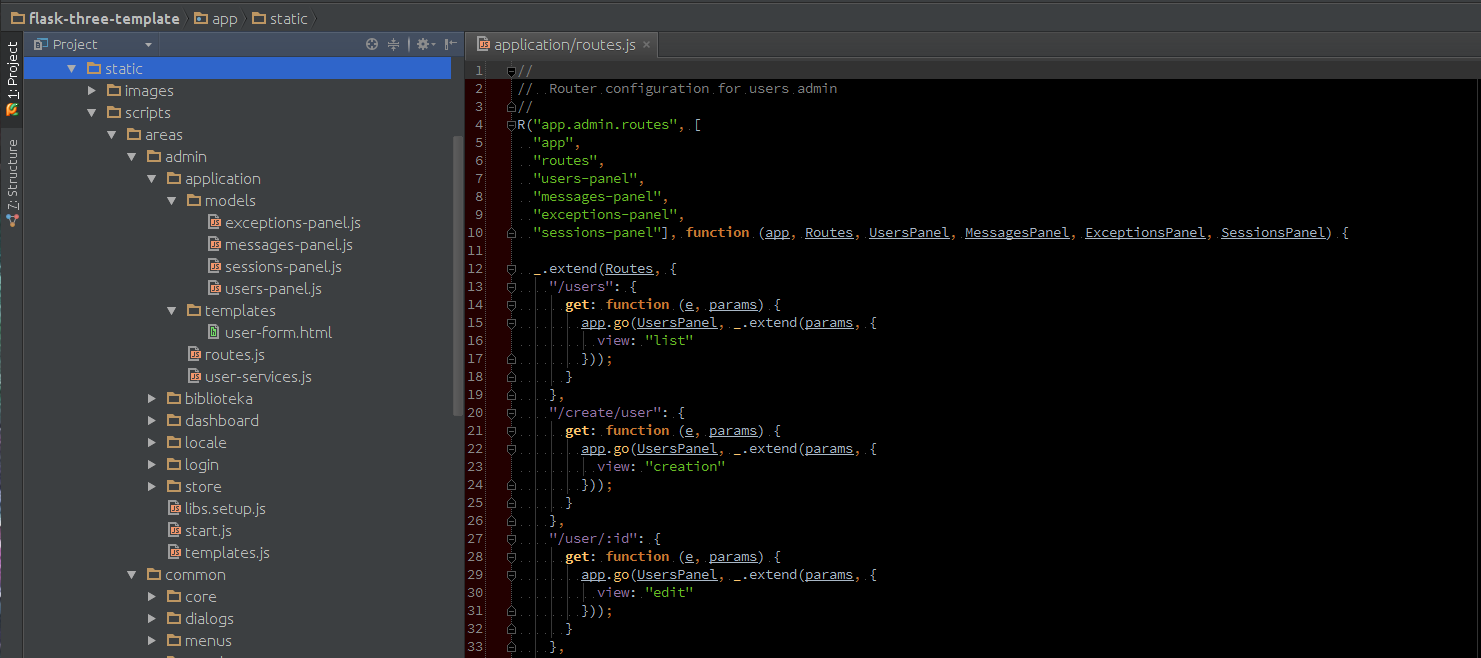 flask-three-template
app
static
1: Project
7: Structure
Project
static
images
scripts
areas
admin
application
models
exceptions-panel.js
messages-panel.js
sessions-panel.js
users-panel.js
templates
user-form.html
routes.js
user-services.js
biblioteka
dashboard
locale
login
store
libs.setup.js
start.js
templates.js
common
core
dialogs
menus
application/routes.js
1 //
2 //  Router configuration for users admin
3 //
4 R("app.admin.routes", [
5   "app",
6   "routes",
7   "users-panel",
8   "messages-panel",
9   "exceptions-panel",
10   "sessions-panel"], function (app, Routes, UsersPanel, MessagesPanel, ExceptionsPanel, SessionsPanel) {
11
12   _.extend(Routes, {
13     "/users": {
14       get: function (e, params) {
15         app.go(UsersPanel, _.extend(params, {
16           view: "list"
17         }));
18       }
19     },
20     "/create/user": {
21       get: function (e, params) {
22         app.go(UsersPanel, _.extend(params, {
23           view: "creation"
24         }));
25       }
26     },
27     "/user/:id": {
28       get: function (e, params) {
29         app.go(UsersPanel, _.extend(params, {
30           view: "edit"
31         }));
32       }
33     },